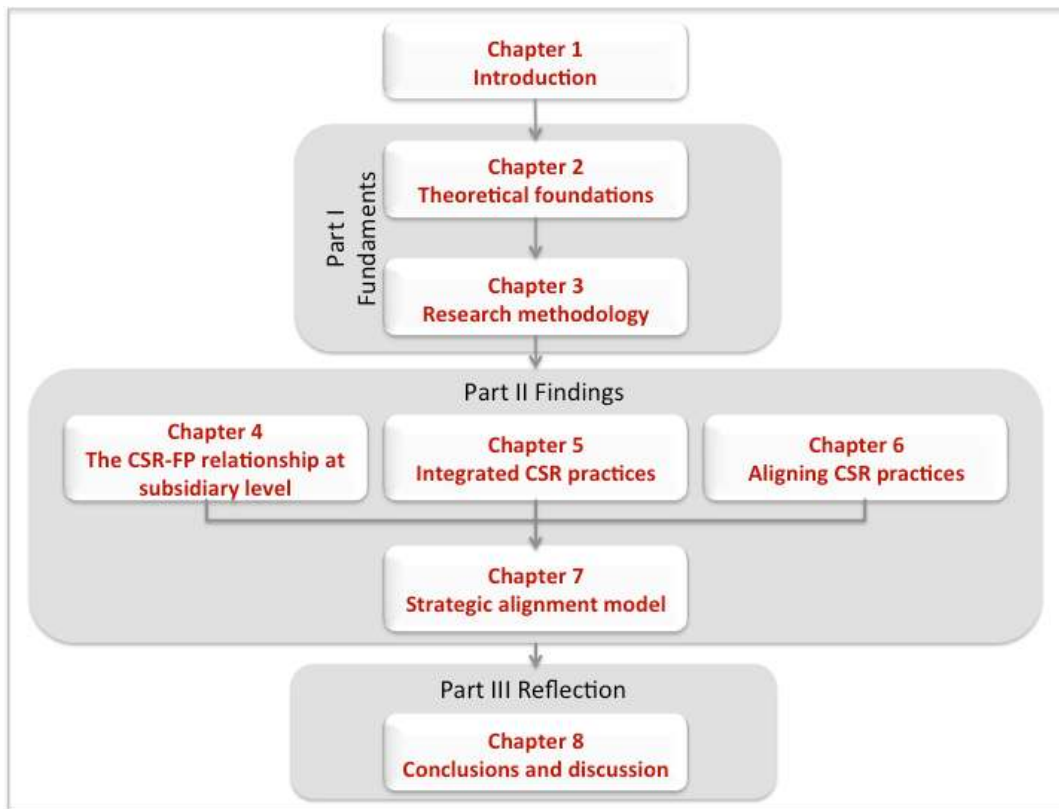 Chapter 1
Introduction
Part I
Fundaments
Chapter 2
Theoretical foundations
Chapter 3
Research methodology
Part II Findings
Chapter 4
The CSR-FP relationship at
subsidiary level
Chapter 5
Integrated CSR practices
Chapter 6
Aligning CSR practices
Chapter 7
Strategic alignment model
Part III Reflection
Chapter 8
Conclusions and discussion